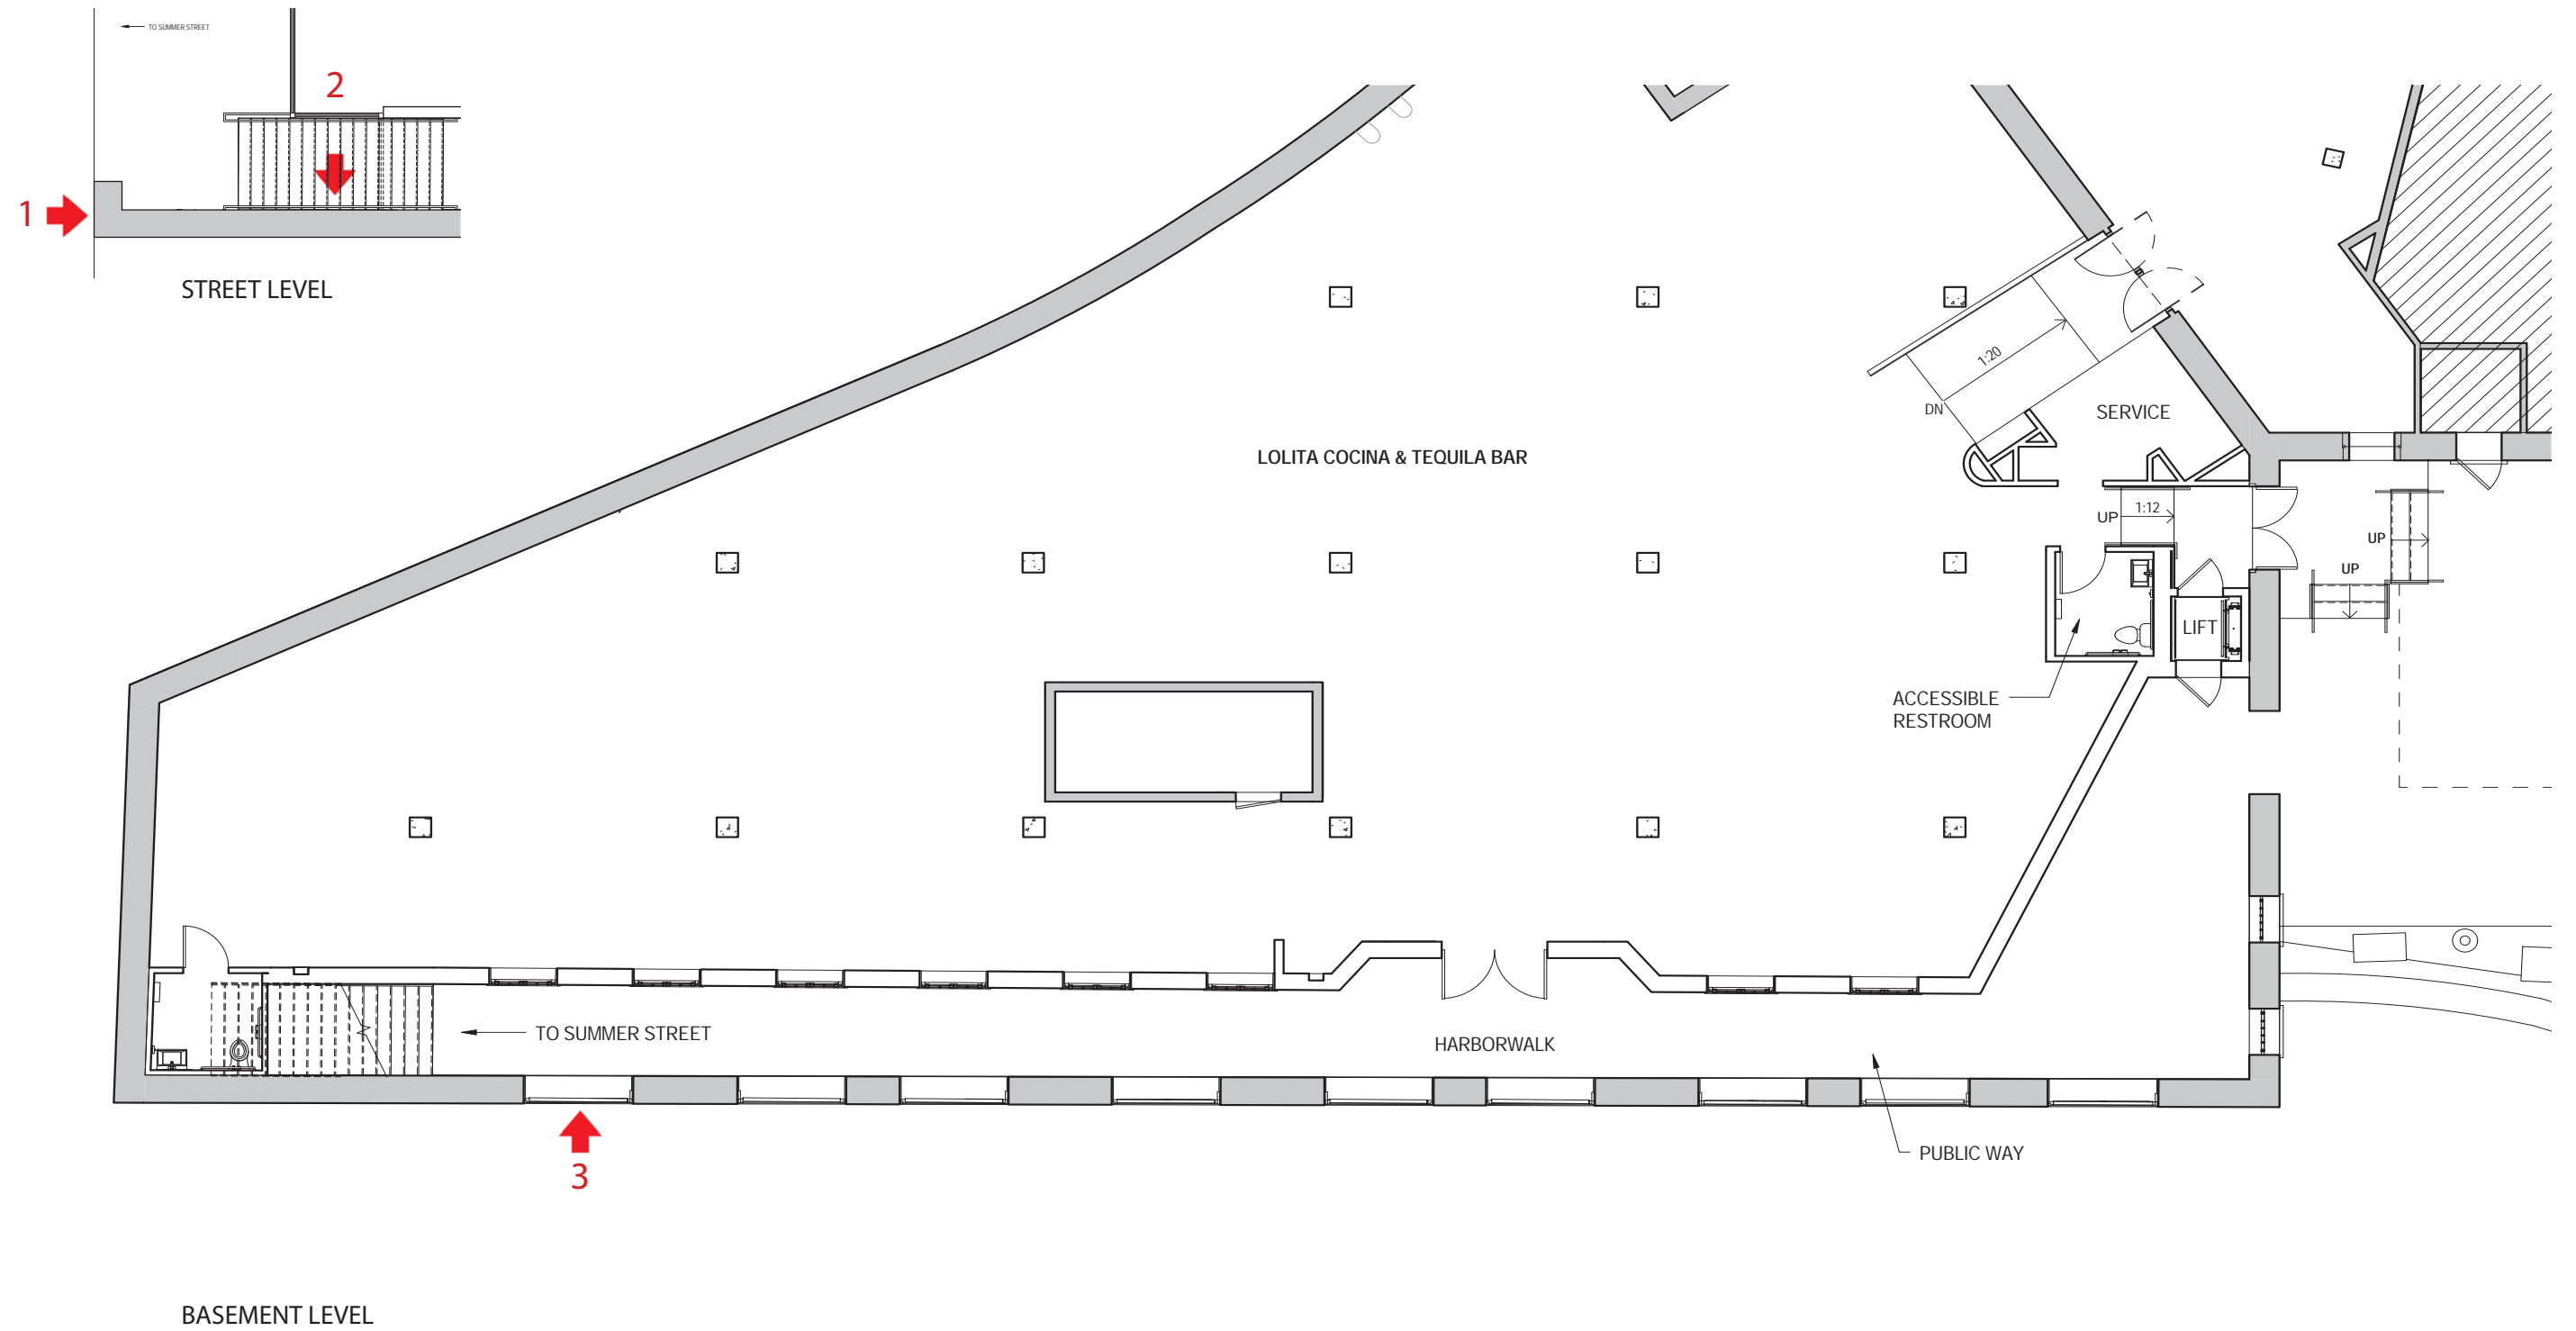 TO SUMMER STREET
2
1
STREET LEVEL
1:20
DN
SERVICE
LOLITA COCINA & TEQUILA BAR
UP
1:12
UP
UP
LIFT
ACCESSIBLE
RESTROOM
TO SUMMER STREET
HARBORWALK
PUBLIC WAY
3
BASEMENT LEVEL